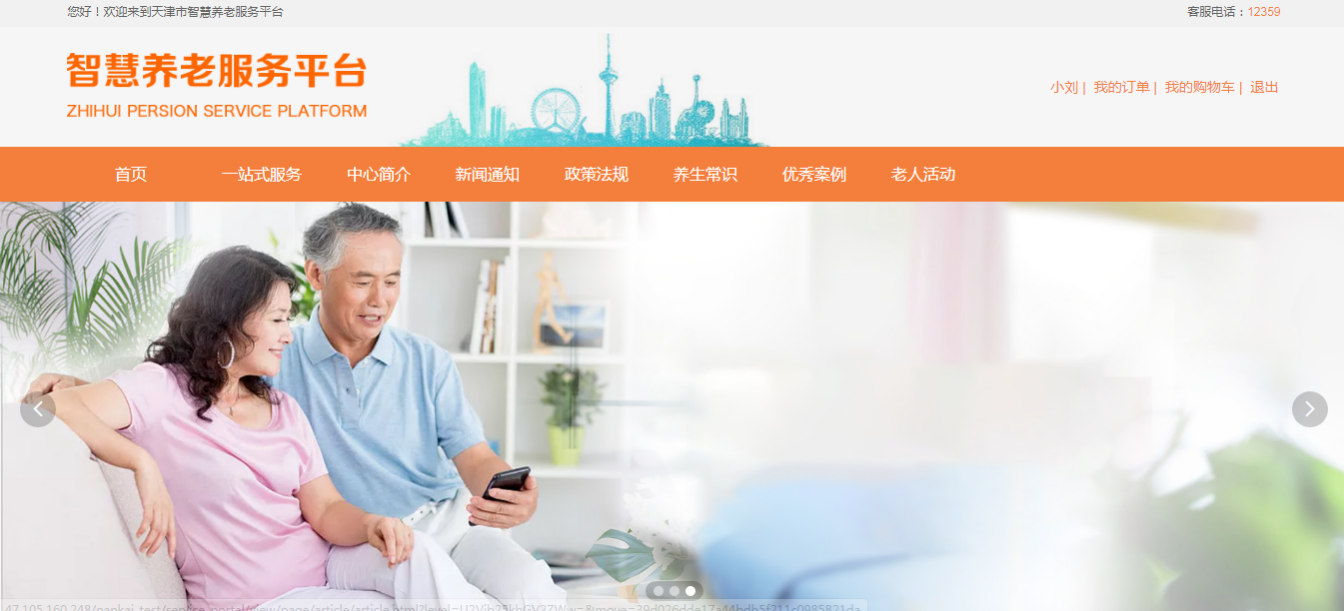 您好！欢迎来到天津市智慧养老服务平台
客服电话：12359
智慧养老服务平台
ZHIHUI PERSION SERVICE PLATFORM
小刘 | 我的订单 | 我的购物车 | 退出
首页 一站式服务 中心简介 新闻通知 政策法规 养生常识 优秀案例 老人活动